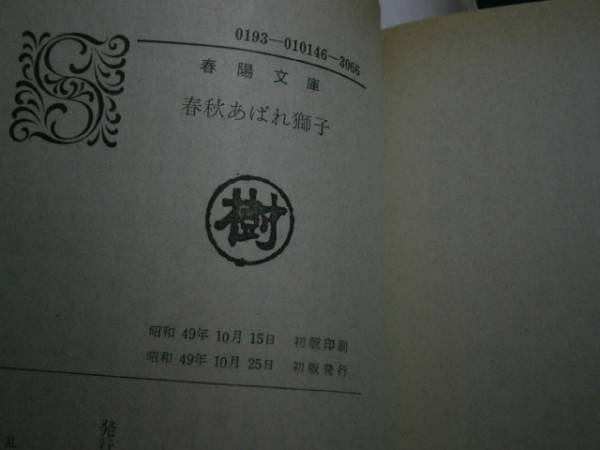 S
0193—010146—3066
春陽文庫
春秋あばれ獅子
樹
昭和 49年 10月 15日 初版印刷
昭和 49年 10月 25日 初版発行
発行
乱